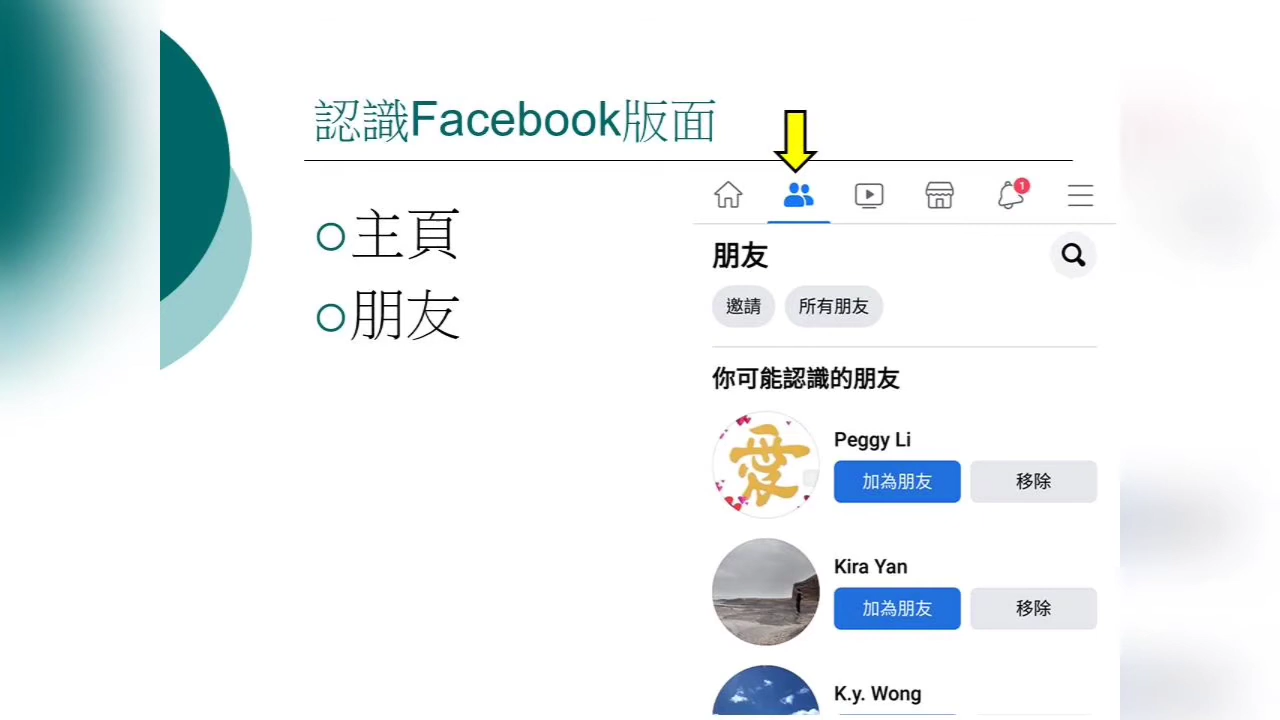 認識Facebook版面
主頁
朋友
1
朋友
邀請 所有朋友
你可能認識的朋友
愛
Peggy Li
加為朋友 移除
Kira Yan
加為朋友 移除
K.y. Wong